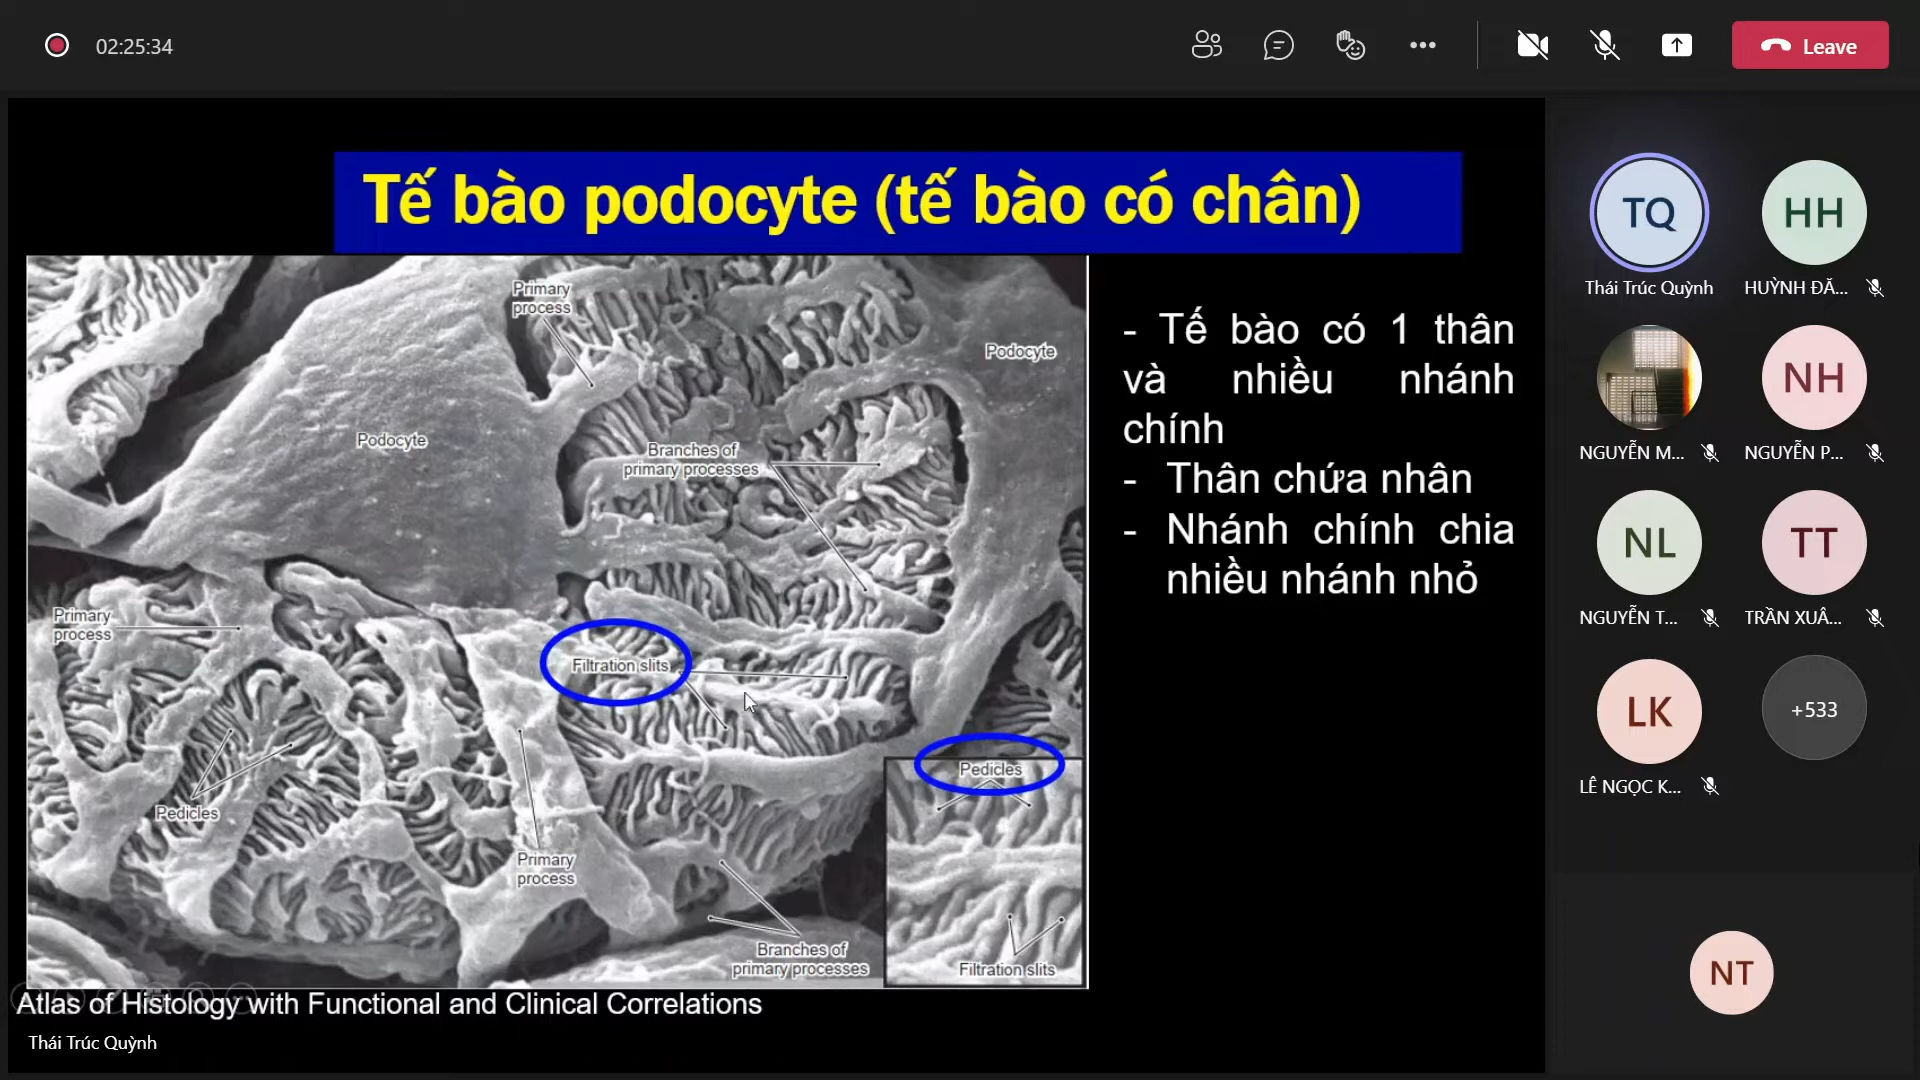 02:25:34
Leave
Tế bào podocyte (tế bào có chân)
Primary
process
Podocyte
Podocyte
Branches of
primary processes
Primary
process
Filtration slits
Pedicles
Pedicles
Primary
process
Branches of
primary processes
Filtration slits
- Tế bào có 1 thân
và nhiều nhánh
chính
- Thân chứa nhân
- Nhánh chính chia
nhiều nhánh nhỏ
Atlas of Histology with Functional and Clinical Correlations
Thái Trúc Quỳnh
TQ
HH
Thái Trúc Quỳnh
HUỲNH ĐĂ...
NH
NGUYỄN M...
NGUYỄN P...
NL
TT
NGUYỄN T...
TRẦN XUÂ...
LK
+533
LÊ NGỌC K...
NT